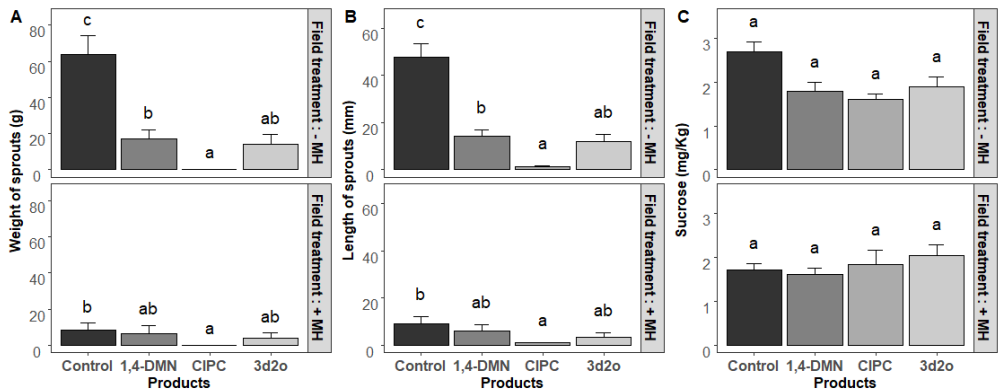 A
Weight of sprouts (g)
80
60
40
20
0
c
b
a
ab
Field treatment : - MH
80
60
40
20
0
b
ab
a
ab
Field treatment : + MH
Control 1,4-DMN CIPC 3d2o
Products
B
Length of sprouts (mm)
60
40
20
0
c
b
a
ab
Field treatment : - MH
60
40
20
0
b
ab
a
ab
Field treatment : + MH
Control 1,4-DMN CIPC 3d2o
Products
C
Sucrose (mg/Kg)
3
2
1
0
a
a
a
a
Field treatment : - MH
3
2
1
0
a
a
a
a
Field treatment : + MH
Control 1,4-DMN CIPC 3d2o
Products